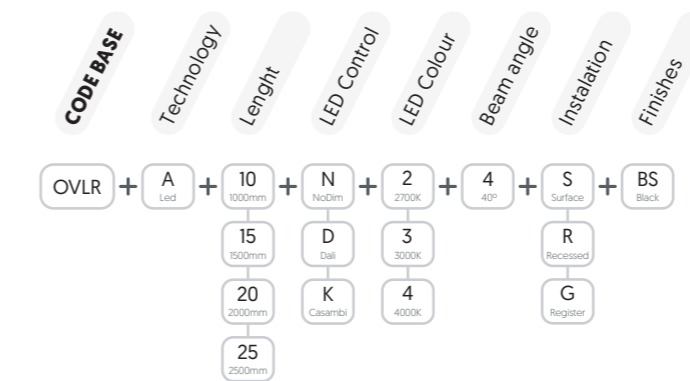 CODE BASE
Technology
Lenght
LED Control
LED Colour
Beam angle
Instalation
Finishes
OVLR + A + 10 + N + 2 + 4 + S + BS
Led 1000mm NoDim 2700K 40º Surface Black
15 D 3 R
1500mm Dali 3000K Recessed
20 K 4 G
2000mm Casambi 4000K Register
25
2500mm